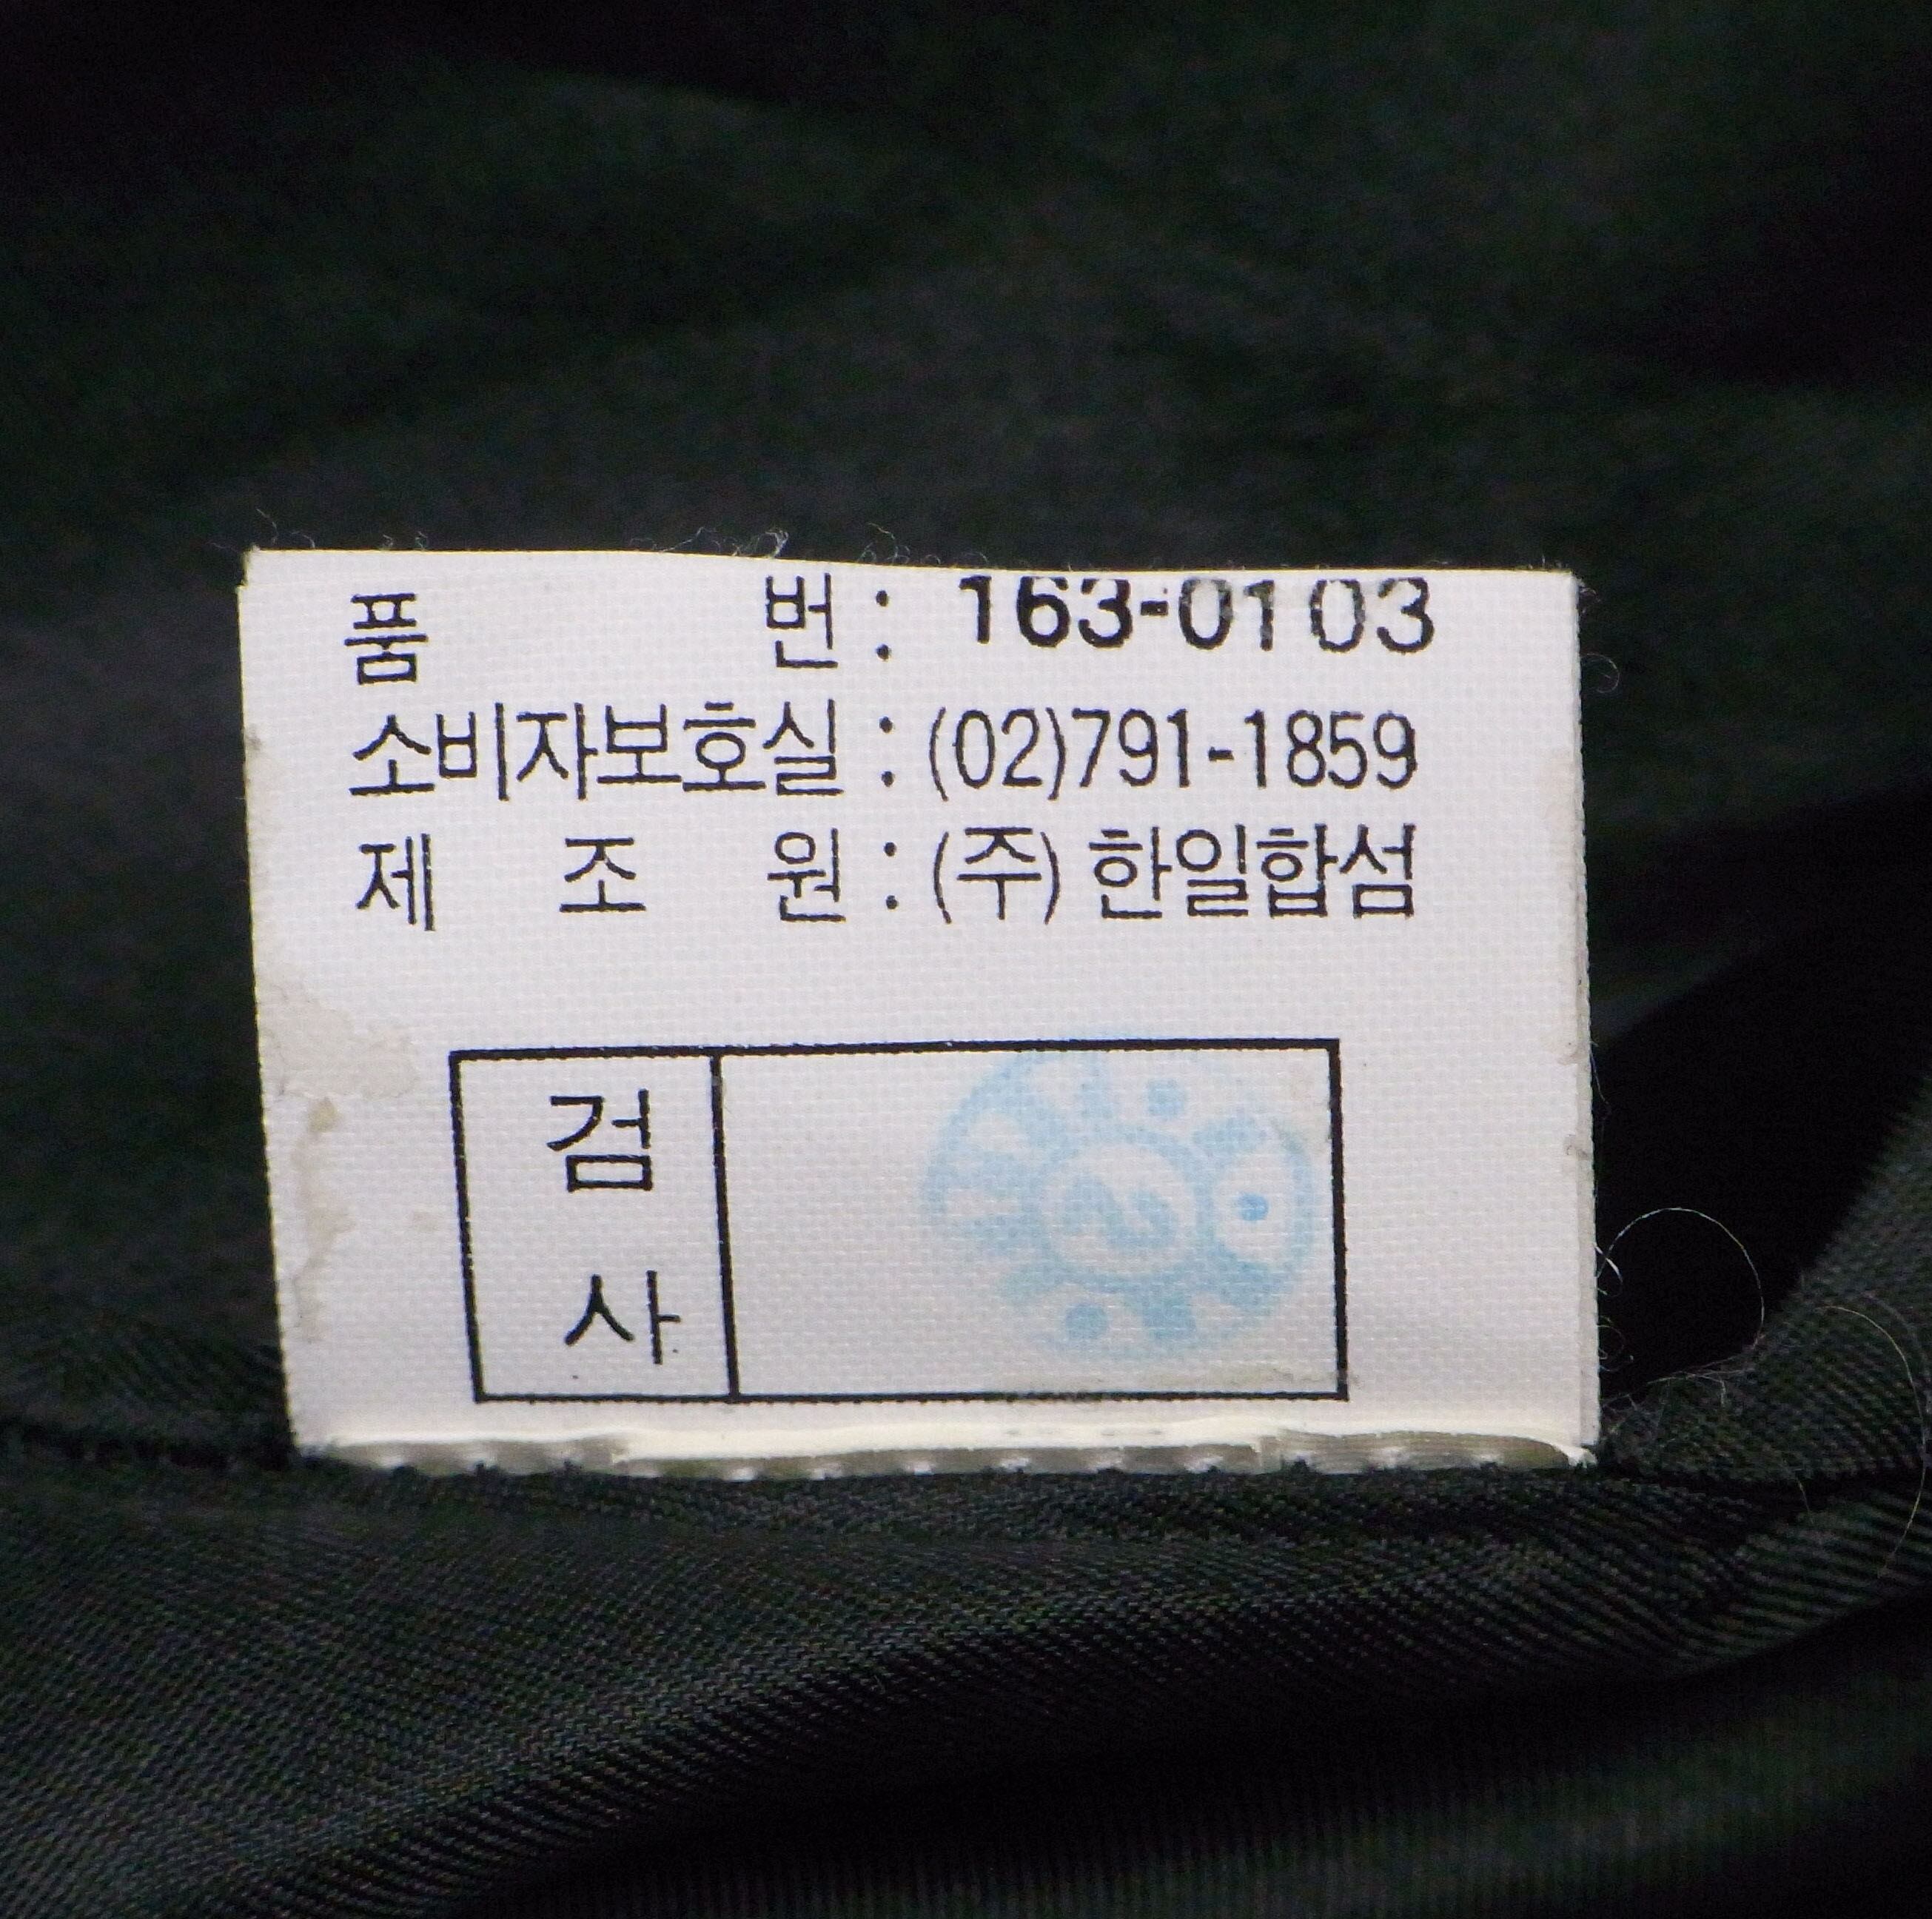 품 번 : 163-0103
소비자보호실 : (02)791-1859
제 조 원 : (주) 한일합섬
검
사